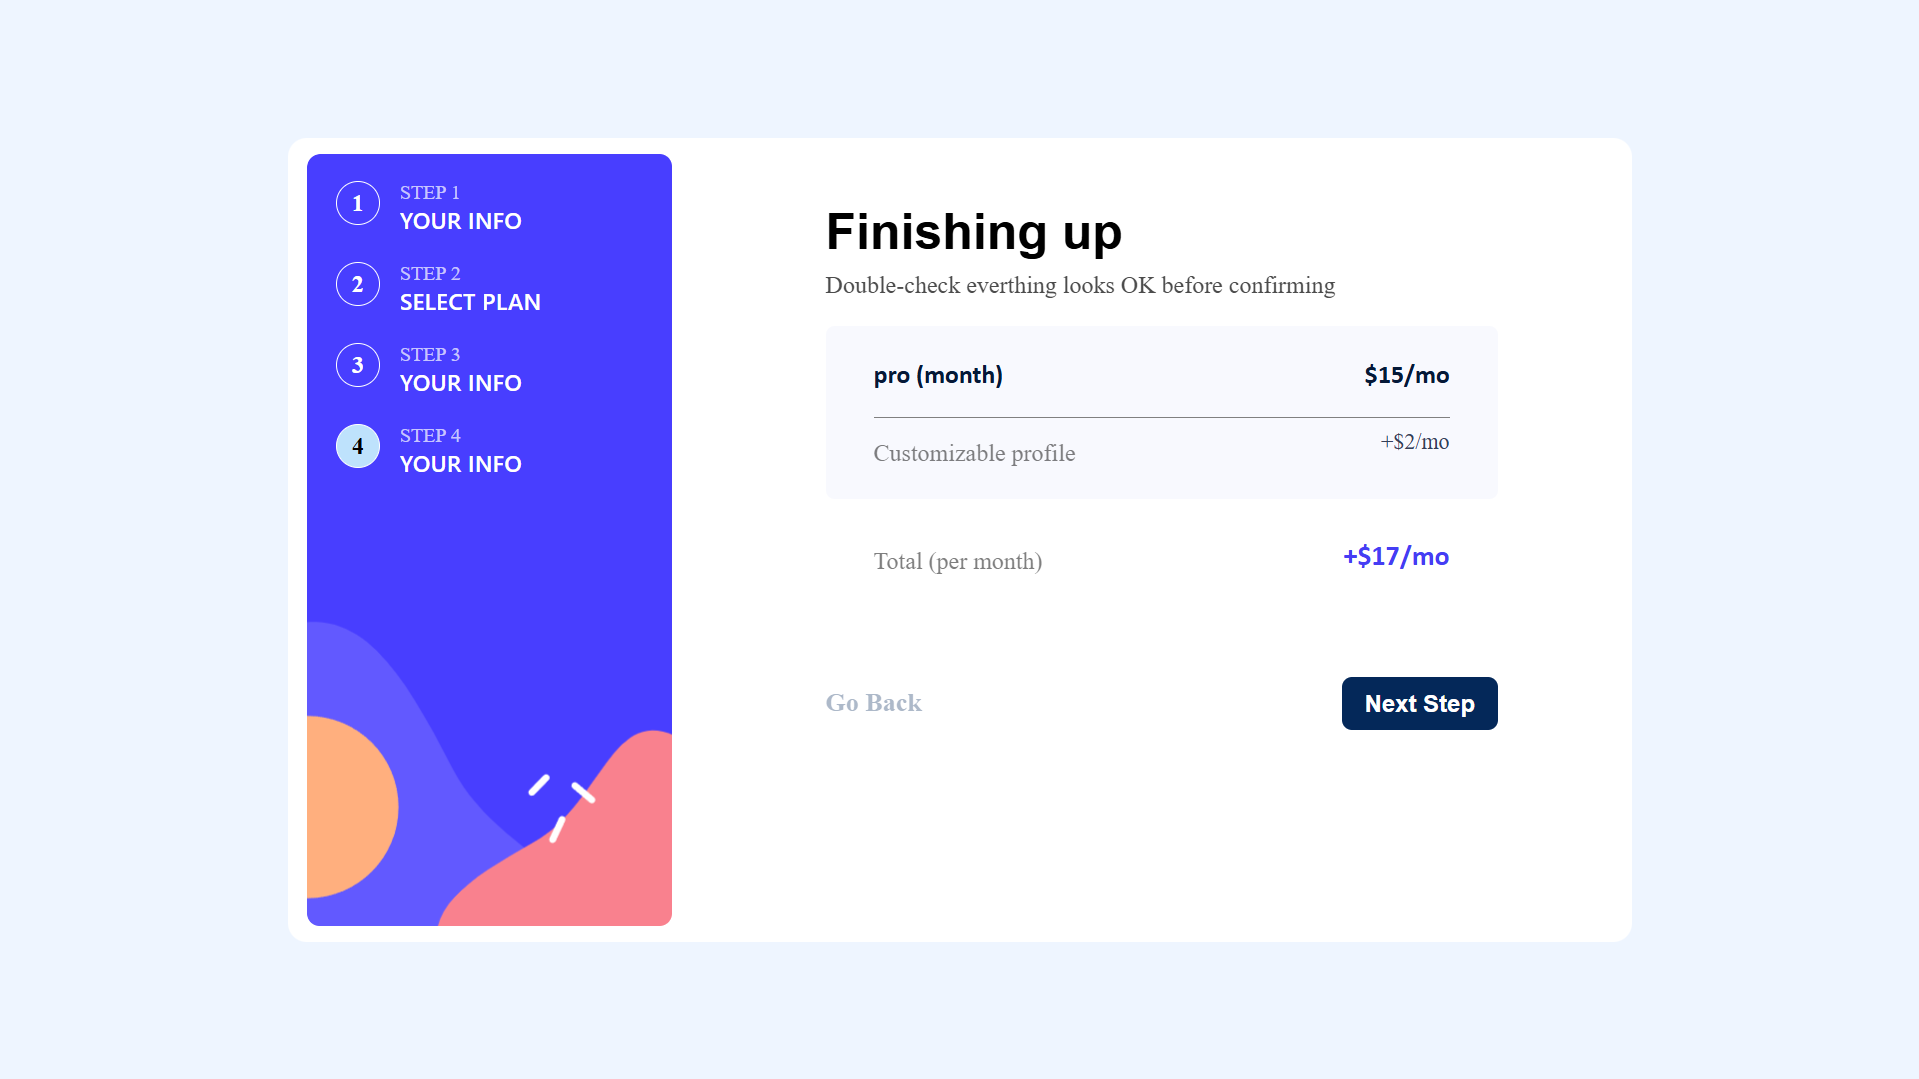 1
STEP 1
YOUR INFO
2
STEP 2
SELECT PLAN
3
STEP 3
YOUR INFO
4
STEP 4
YOUR INFO
Finishing up
Double-check everthing looks OK before confirming
pro (month) $15/mo
Customizable profile +$2/mo
Total (per month) +$17/mo
Go Back Next Step